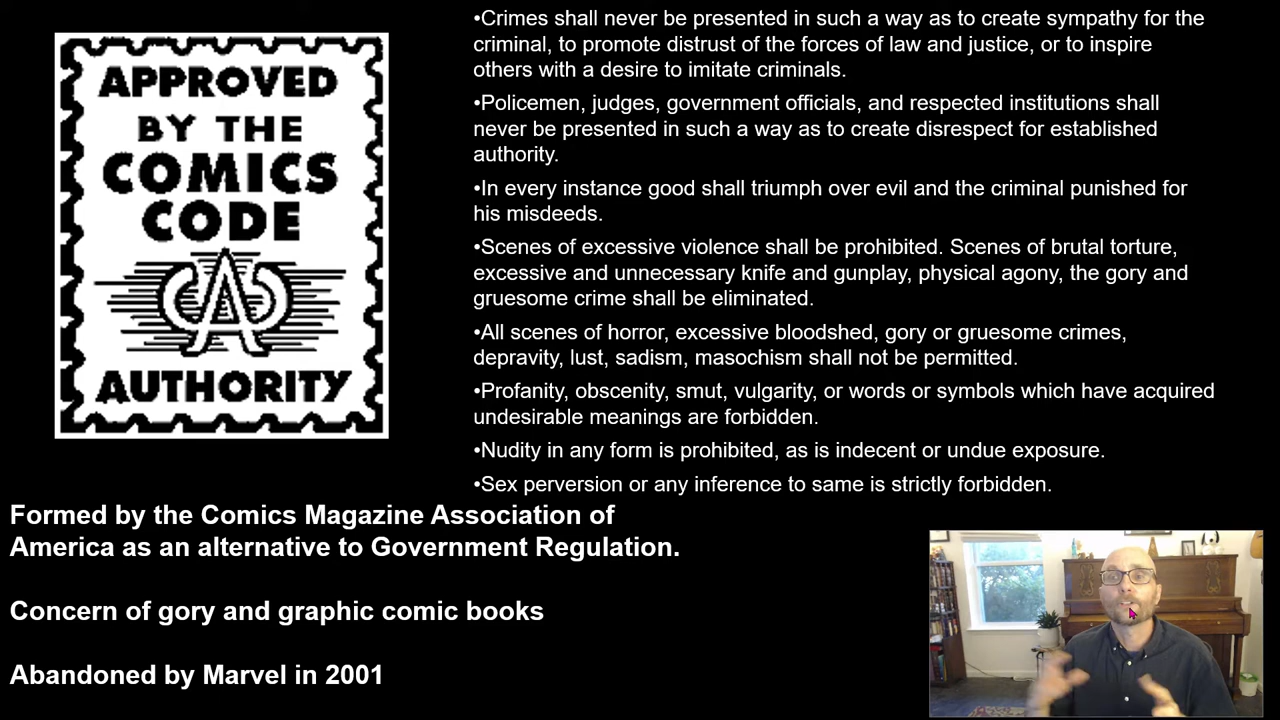 APPROVED
BY THE
COMICS
CODE
CA
AUTHORITY
•Crimes shall never be presented in such a way as to create sympathy for the
criminal, to promote distrust of the forces of law and justice, or to inspire
others with a desire to imitate criminals.
•Policemen, judges, government officials, and respected institutions shall
never be presented in such a way as to create disrespect for established
authority.
•In every instance good shall triumph over evil and the criminal punished for
his misdeeds.
•Scenes of excessive violence shall be prohibited. Scenes of brutal torture,
excessive and unnecessary knife and gunplay, physical agony, the gory and
gruesome crime shall be eliminated.
•All scenes of horror, excessive bloodshed, gory or gruesome crimes,
depravity, lust, sadism, masochism shall not be permitted.
•Profanity, obscenity, smut, vulgarity, or words or symbols which have acquired
undesirable meanings are forbidden.
•Nudity in any form is prohibited, as is indecent or undue exposure.
•Sex perversion or any inference to same is strictly forbidden.
Formed by the Comics Magazine Association of
America as an alternative to Government Regulation.
Concern of gory and graphic comic books
Abandoned by Marvel in 2001